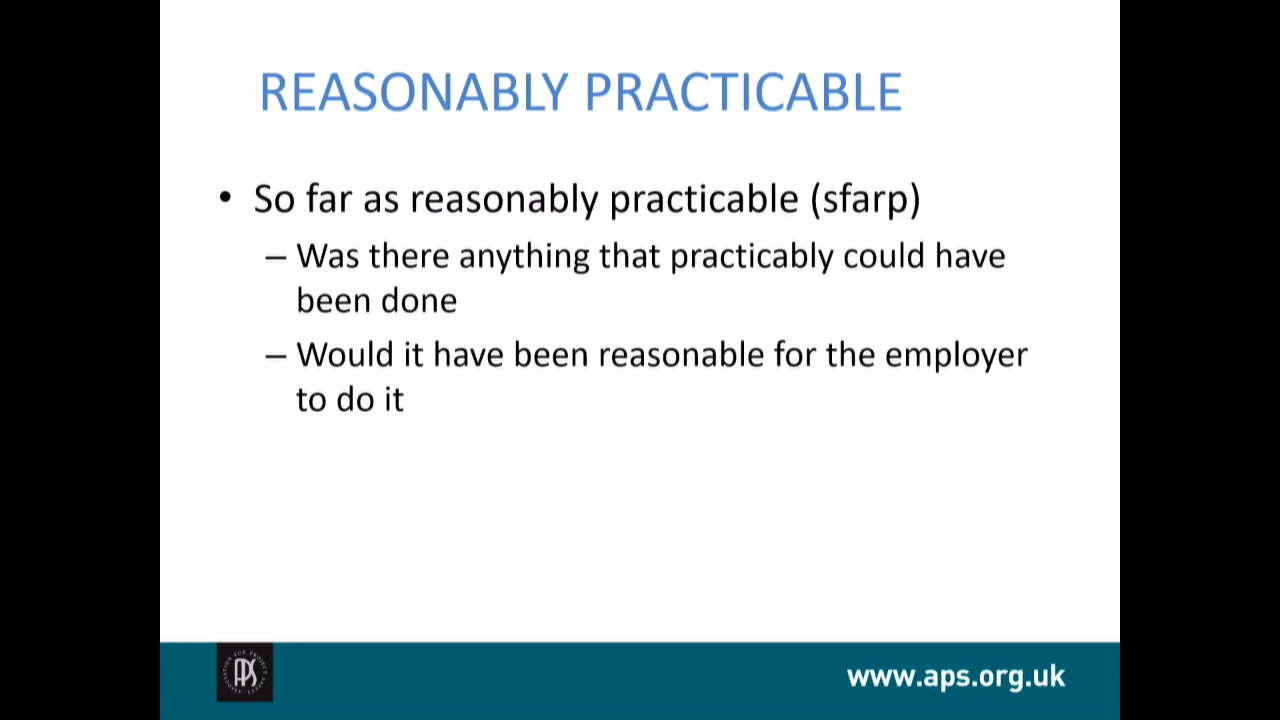 REASONABLY PRACTICABLE
• So far as reasonably practicable (sfarp)
– Was there anything that practicably could have
been done
– Would it have been reasonable for the employer
to do it
APS
www.aps.org.uk